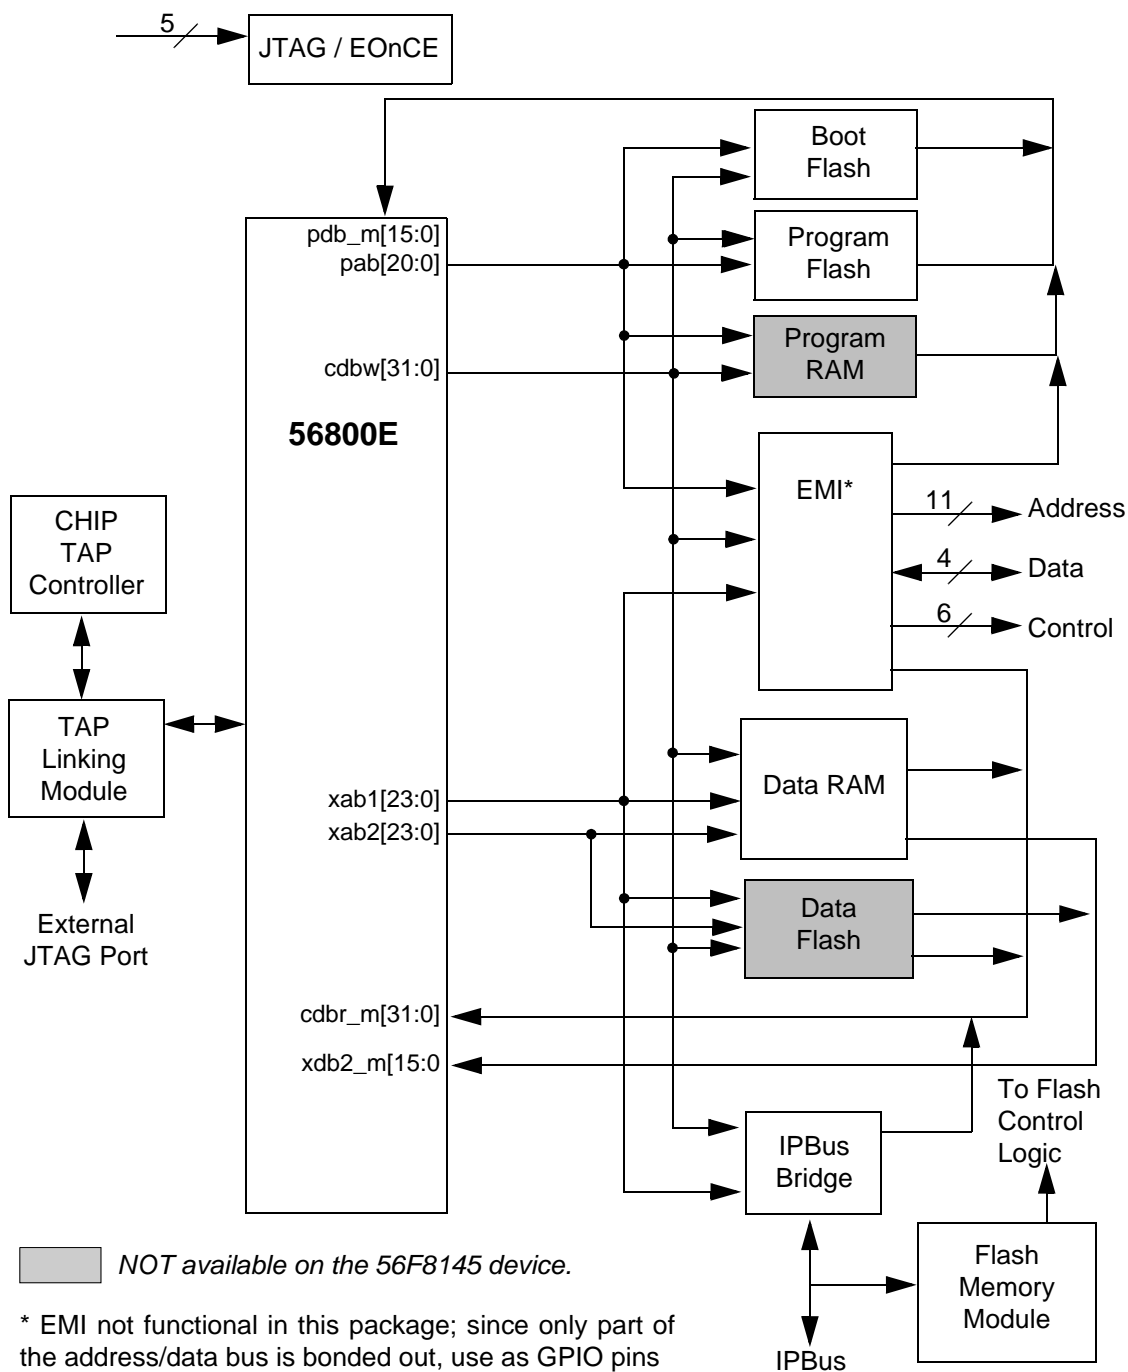 5
JTAG / EOnCE
Boot
Flash
pdb_m[15:0]
pab[20:0]
Program
Flash
cdbw[31:0]
Program
RAM
56800E
EMI*
11
Address
4
Data
6
Control
CHIP
TAP
Controller
TAP
Linking
Module
External
JTAG Port
xab1[23:0]
xab2[23:0]
Data RAM
Data
Flash
cdbr_m[31:0]
xdb2_m[15:0
To Flash
Control
Logic
IPBus
Bridge
Flash
Memory
Module
IPBus
NOT available on the 56F8145 device.
* EMI not functional in this package; since only part of
the address/data bus is bonded out, use as GPIO pins